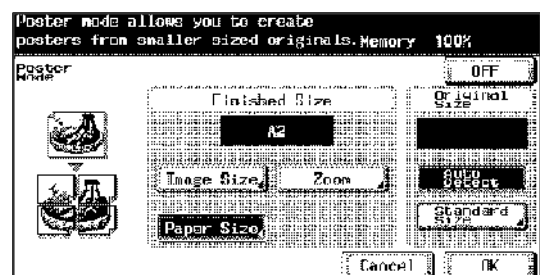 Poster mode allows you to create
posters from smaller sized originals. Memory 100%
Poster
Mode
OFF
Finished Size
Original
Size
A2
Image Size
Zoom
Auto
Detect
Paper Size
Standard
Size
Cancel
OK